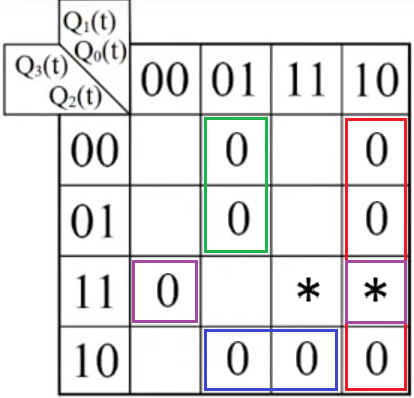 Q₁(t)
Q₀(t)
Q₃(t)
Q₂(t)
00 01 11 10
00 0 0
01 0 0
11 0 * *
10 0 0 0